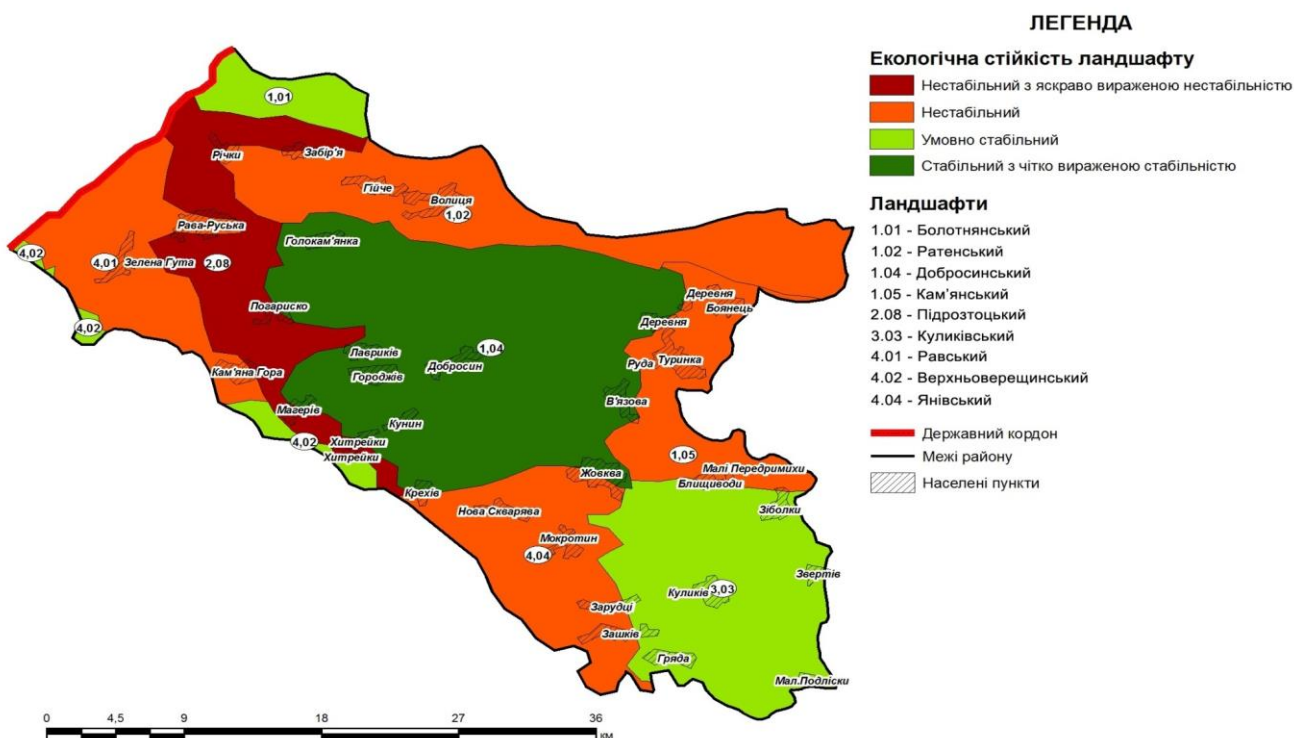 ЛЕГЕНДА
Екологічна стійкість ландшафту
Нестабільний з яскраво вираженою нестабільністю
Нестабільний
Умовно стабільний
Стабільний з чітко вираженою стабільністю
Ландшафти
1.01 - Болотнянський
1.02 - Ратенський
1.04 - Добросинський
1.05 - Кам'янський
2.08 - Підрозтоцький
3.03 - Куликівський
4.01 - Равський
4.02 - Верхньоверещинський
4.04 - Янівський
Державний кордон
Межі району
Населені пункти
1,01
Річки
Забір'я
Гійче
Волиця
1,02
Рава-Руська
Голокам'янка
4,02
4,01
Зелена Гута
2,08
Деревня
Боянець
Погариско
4,02
Деревня
Лавриків
1,04
Добросин
Руда
Туринка
Кам'яна Гора
Городжів
Магерів
В'язова
Кунин
4,02
Хитрейки
Хитрейки
1,05
Малі Передримихи
Жовква
Блищиводи
Крехів
Нова Скварява
Зіболки
Мокротин
4,04
Звертів
Куликів
3,03
Зарудці
Зашків
Гряда
Мал.Подліски
0 4,5 9 18 27 36
км